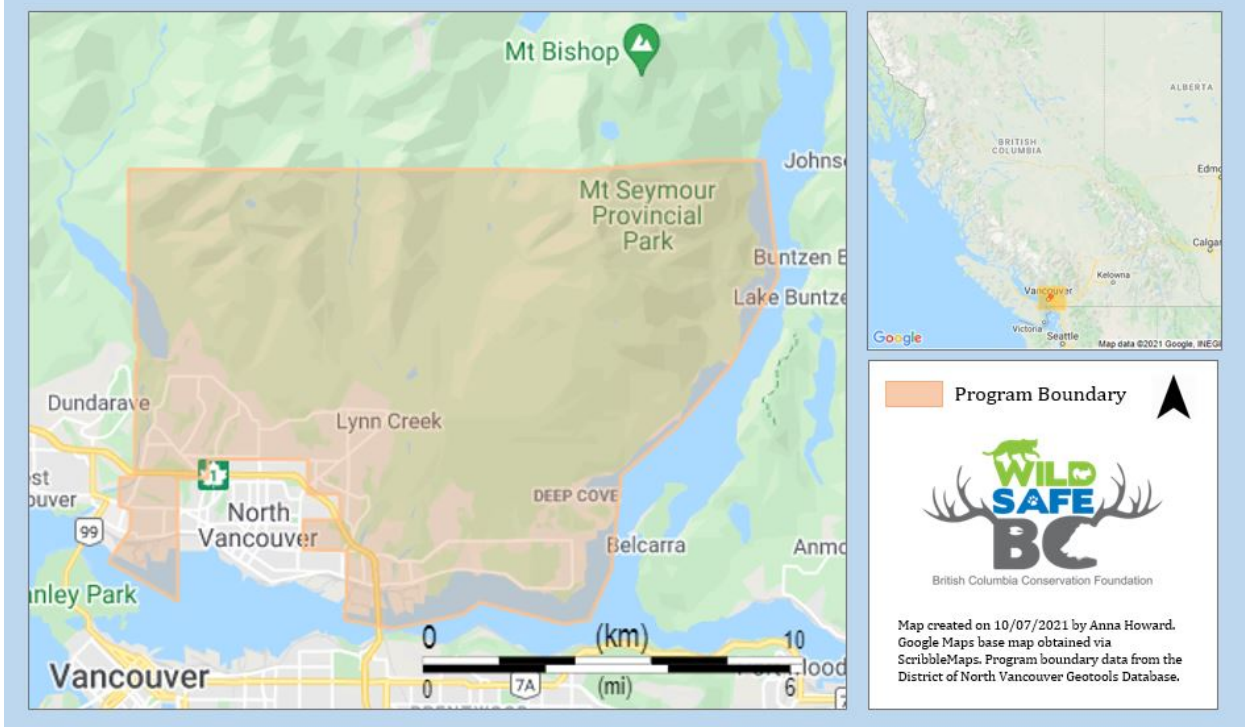 Mt Bishop
Johns
Mt Seymour
Provincial
Park
Buntzen
Lake Buntze
Dundarave
Lynn Creek
1
DEEP COVE
North
Vancouver
99
Belcarra
Anmo
anley Park
Vancouver
0 (km) 10
0 (mi) 6
7A
ALBERTA
BRITISH
COLUMBIA
Edmo
Calgar
Kelowna
Vancouver
Victoria
Seattle
Google
Map data ©2021 Google, INEGI
Program Boundary
WILD
SAFE
BC
British Columbia Conservation Foundation
Map created on 10/07/2021 by Anna Howard.
Google Maps base map obtained via
ScribbleMaps. Program boundary data from the
District of North Vancouver Geotools Database.